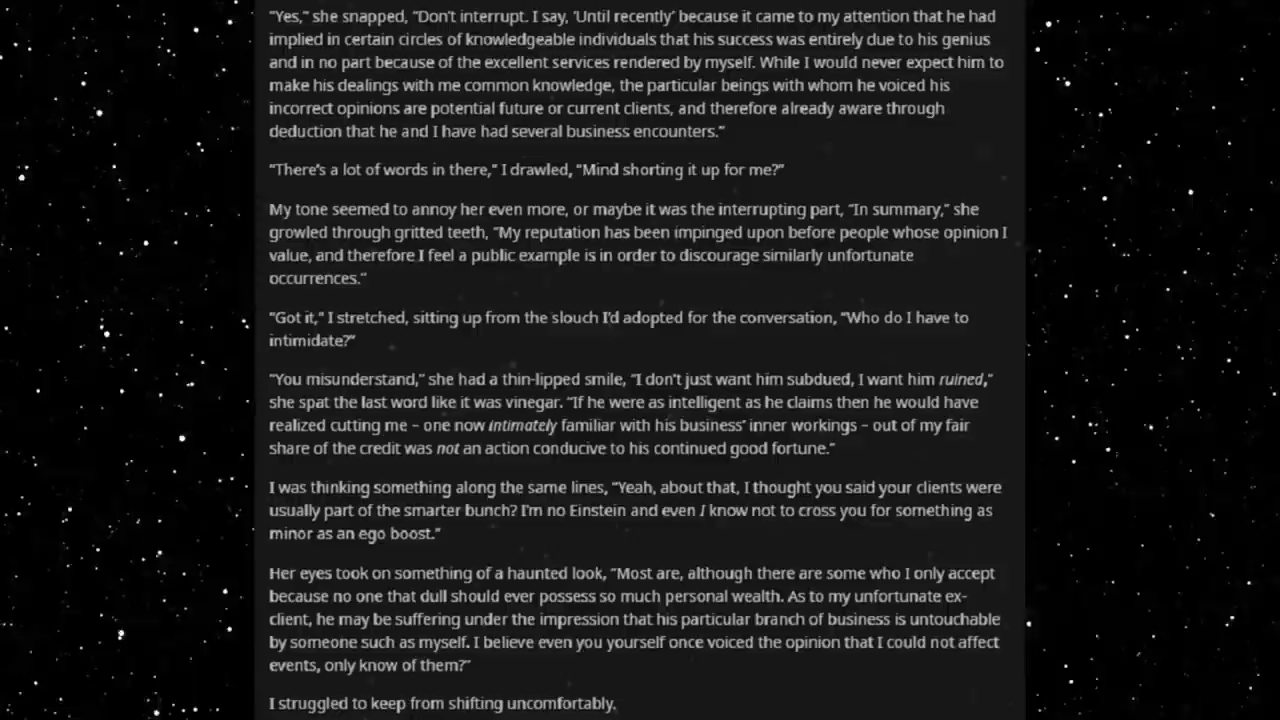 “Yes,” she snapped, “Don’t interrupt. I say, ‘Until recently’ because it came to my attention that he had
implied in certain circles of knowledgeable individuals that his success was entirely due to his genius
and in no part because of the excellent services rendered by myself. While I would never expect him to
make his dealings with me common knowledge, the particular beings with whom he voiced his
incorrect opinions are potential future or current clients, and therefore already aware through
deduction that he and I have had several business encounters.”
“There’s a lot of words in there,” I drawled, “Mind shorting it up for me?”
My tone seemed to annoy her even more, or maybe it was the interrupting part, “In summary,” she
growled through gritted teeth, “My reputation has been impinged upon before people whose opinion I
value, and therefore I feel a public example is in order to discourage similarly unfortunate
occurrences.”
“Got it,” I stretched, sitting up from the slouch I’d adopted for the conversation, “Who do I have to
intimidate?”
“You misunderstand,” she had a thin-lipped smile, “I don’t just want him subdued, I want him ruined,”
she spat the last word like it was vinegar. “If he were as intelligent as he claims then he would have
realized cutting me – one now intimately familiar with his business’ inner workings – out of my fair
share of the credit was not an action conducive to his continued good fortune.”
I was thinking something along the same lines, “Yeah, about that, I thought you said your clients were
usually part of the smarter bunch? I’m no Einstein and even I know not to cross you for something as
minor as an ego boost.”
Her eyes took on something of a haunted look, “Most are, although there are some who I only accept
because no one that dull should ever possess so much personal wealth. As to my unfortunate ex-
client, he may be suffering under the impression that his particular branch of business is untouchable
by someone such as myself. I believe even you yourself once voiced the opinion that I could not affect
events, only know of them?”
I struggled to keep from shifting uncomfortably.